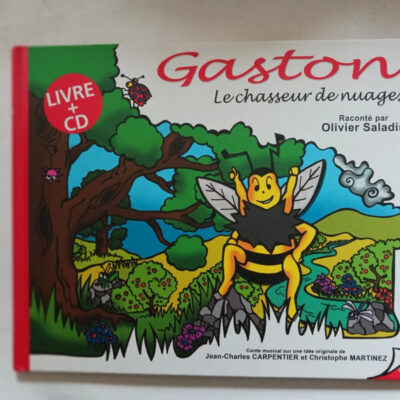 LIVRE
+
CD
Gaston
Le chasseur de nuages
Raconté par
Olivier Saladin
Conte musical sur une idée originale de
Jean-Charles CARPENTIER et Christophe MARTINEZ